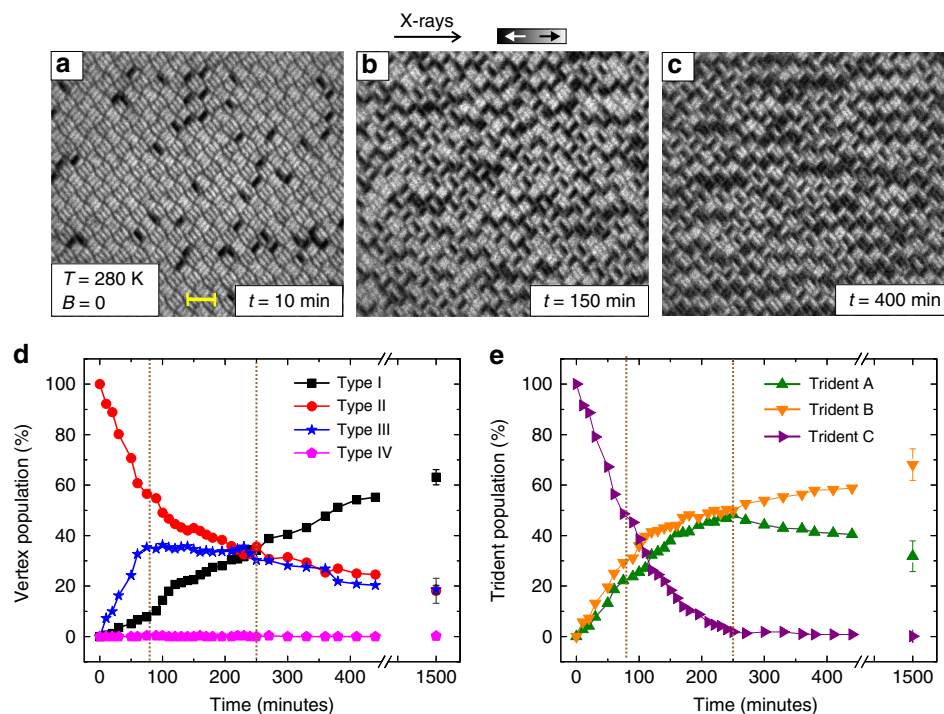 X-rays
a
b
c
T = 280 K
B = 0
t = 10 min
t = 150 min
t = 400 min
d
Vertex population (%)
100
80
60
40
20
0
Type I
Type II
Type III
Type IV
0
100
200
300
400
1500
Time (minutes)
e
Trident population (%)
100
80
60
40
20
0
Trident A
Trident B
Trident C
0
100
200
300
400
1500
Time (minutes)